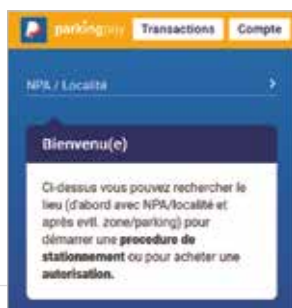 parkingpay Transactions Compte
NPA / Localité
Bienvenu(e)
Ci-dessus vous pouvez rechercher le
lieu (d'abord avec NPA/localité et
après evtl. zone/parking) pour
démarrer une procedure de
stationnement ou pour acheter une
autorisation.